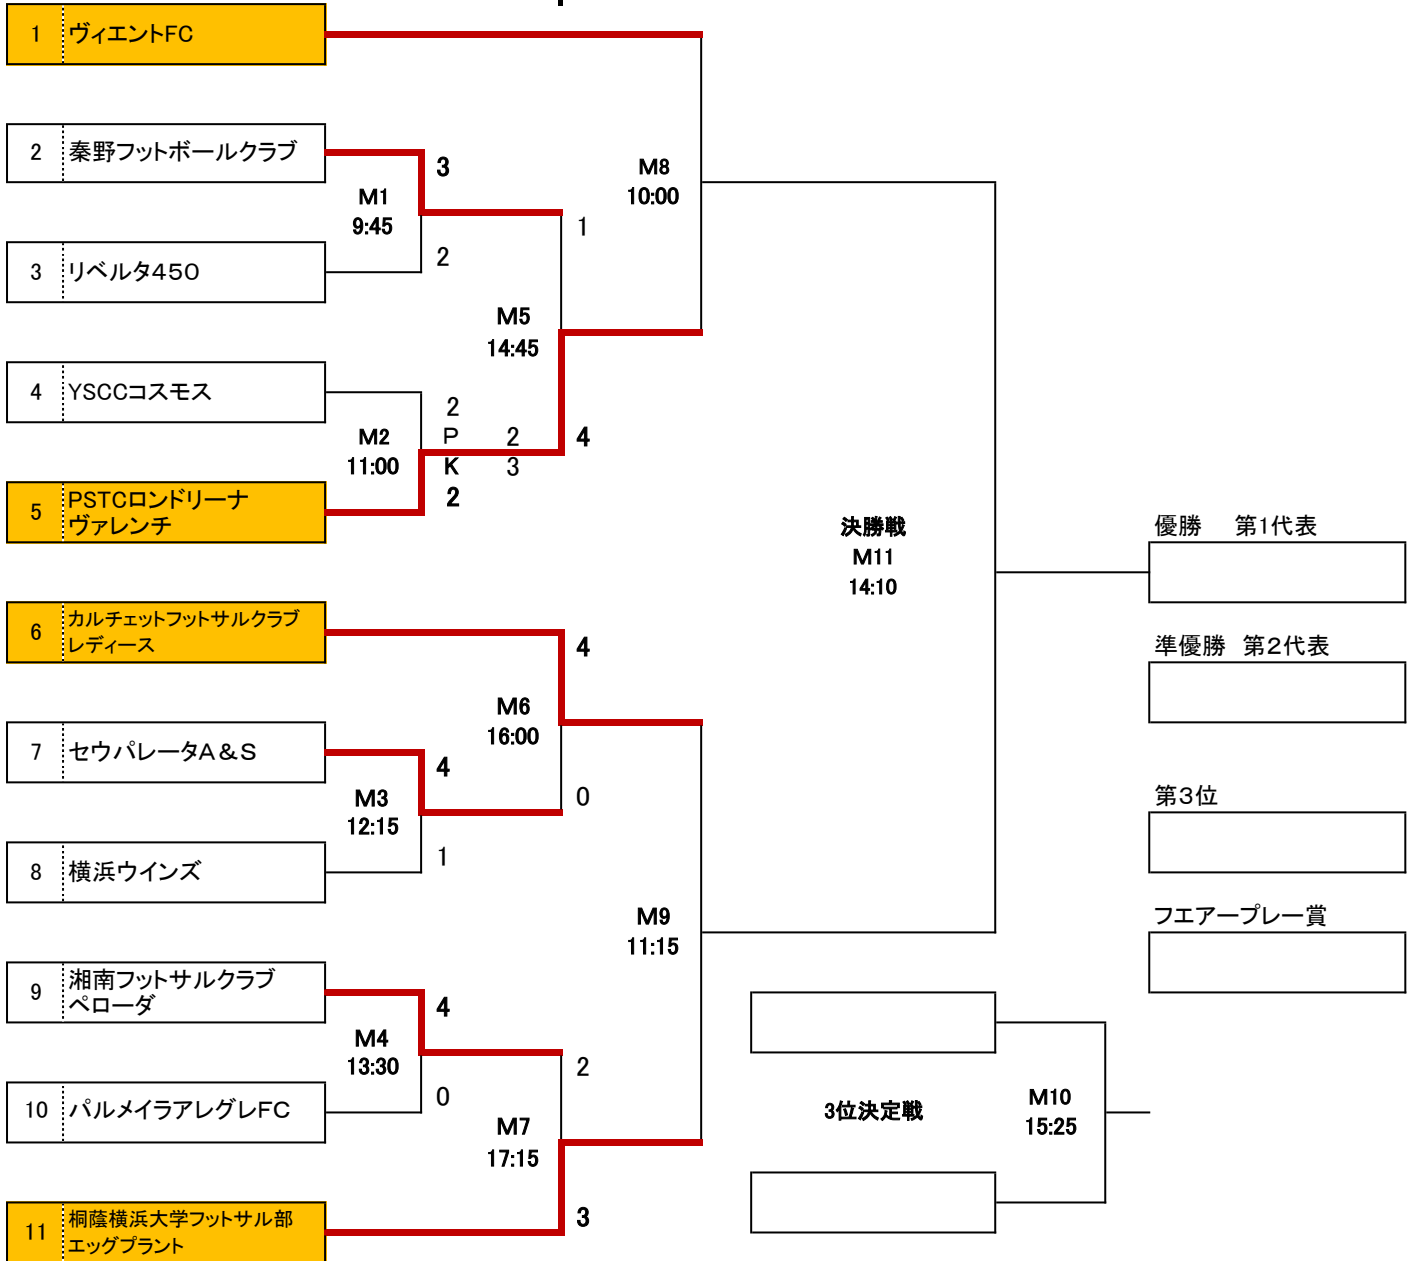 1 ヴィエントFC
2 秦野フットボールクラブ
3
M1
9:45
1
3 リベルタ450
2
M8
10:00
M5
14:45
4 YSCCコスモス
2
P 2
K 3
2
M2
11:00
4
5 PSTCロンドリーナ
ヴァレンチ
決勝戦
M11
14:10
優勝 第1代表
準優勝 第2代表
第3位
フエアープレー賞
6 カルチェットフットサルクラブ
レディース
4
M6
16:00
7 セウパレータA&S
4
M3
12:15
0
8 横浜ウインズ
1
M9
11:15
9 湘南フットサルクラブ
ペローダ
4
M4
13:30
2
10 パルメイラアレグレFC
0
M7
17:15
3位決定戦
M10
15:25
11 桐蔭横浜大学フットサル部
エッグプラント
3